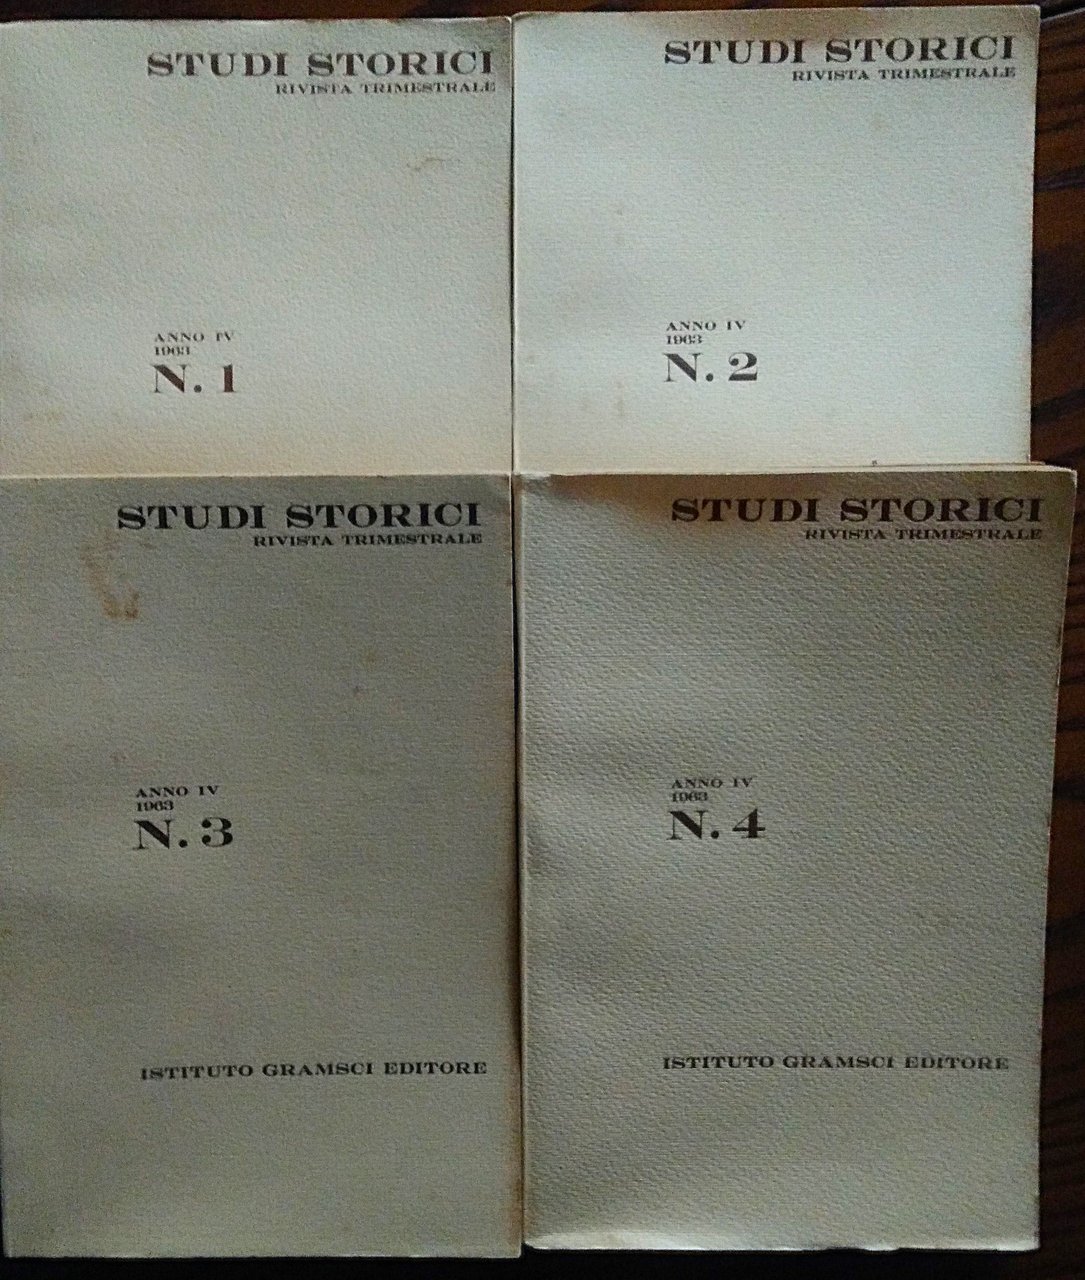 STUDI STORICI
RIVISTA TRIMESTRALE
ANNO IV
1963
N. 1
STUDI STORICI
RIVISTA TRIMESTRALE
ANNO IV
1963
N. 2
STUDI STORICI
RIVISTA TRIMESTRALE
ANNO IV
1963
N. 3
ISTITUTO GRAMSCI EDITORE
STUDI STORICI
RIVISTA TRIMESTRALE
ANNO IV
1963
N. 4
ISTITUTO GRAMSCI EDITORE